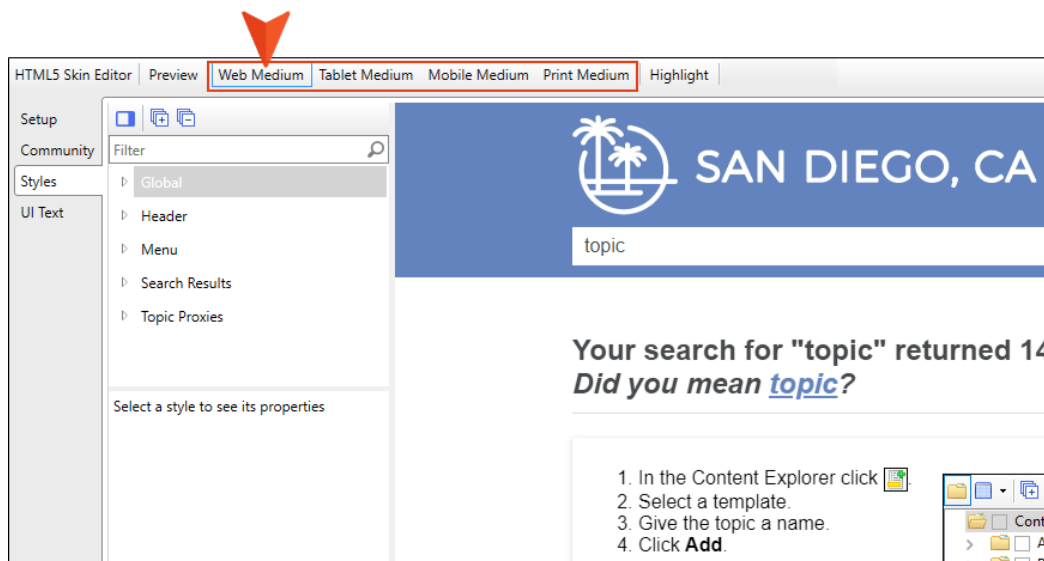 HTML5 Skin Editor Preview Web Medium Tablet Medium Mobile Medium Print Medium Highlight
Setup
Community
Styles
UI Text
Filter
Global
Header
Menu
Search Results
Topic Proxies
Select a style to see its properties
SAN DIEGO, CA
topic
Your search for "topic" returned 14
Did you mean topic?
1. In the Content Explorer click .
2. Select a template.
3. Give the topic a name.
4. Click Add.
Cont
A